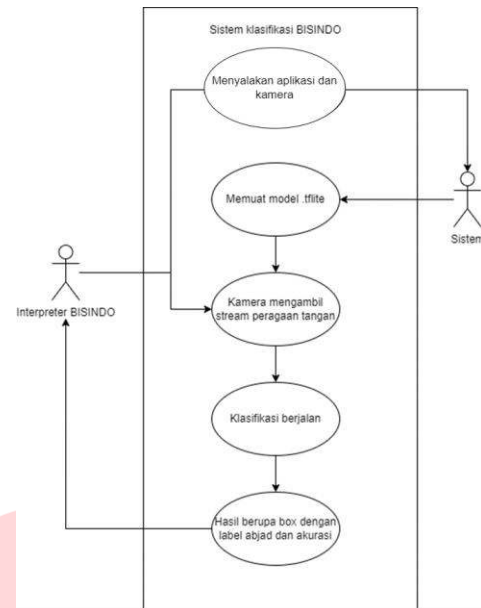 Sistem klasifikasi BISINDO
Menyalakan aplikasi dan
kamera
Memuat model .tflite
Sistem
Interpreter BISINDO
Kamera mengambil
stream peragaan tangan
Klasifikasi berjalan
Hasil berupa box dengan
label abjad dan akurasi